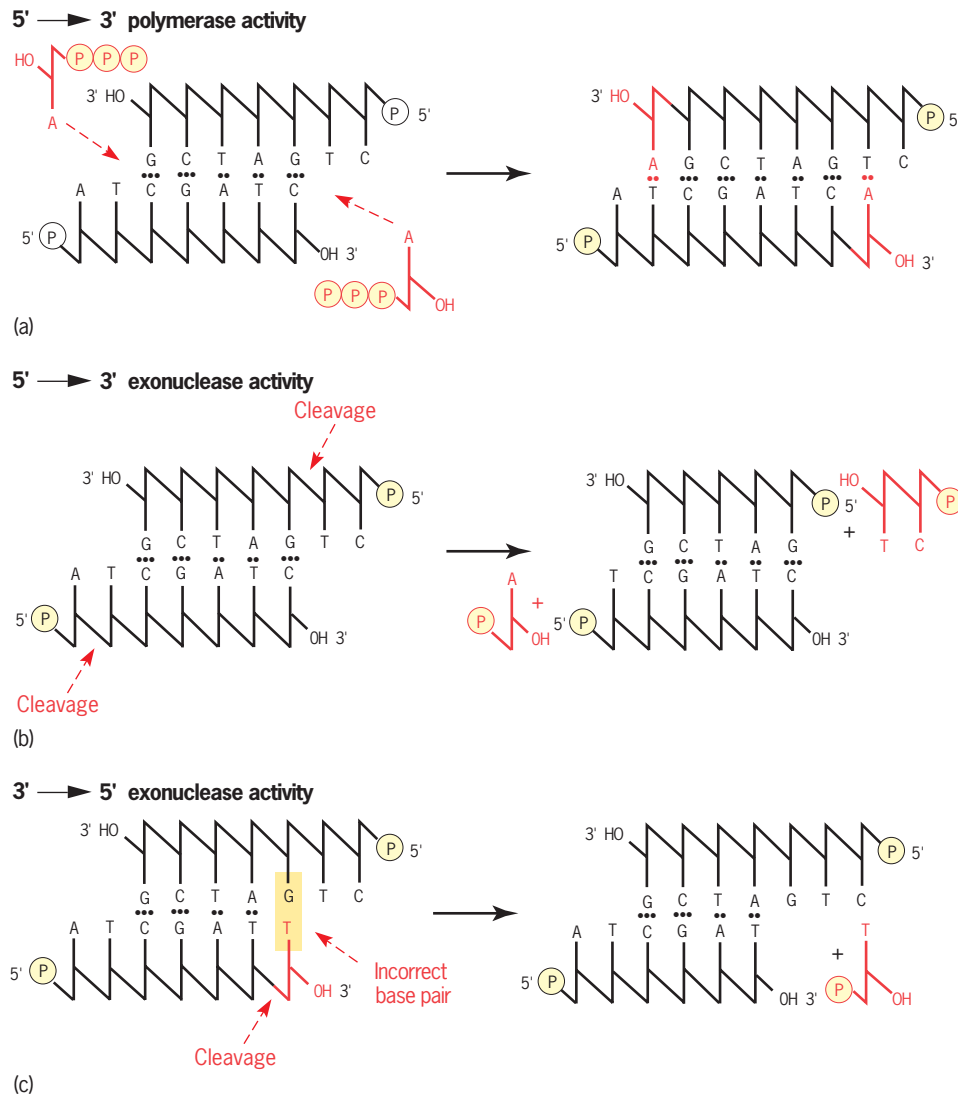 5' 3' polymerase activity
HO P P P
A
3' HO P 5'
G C T A G T C
A T C G A T C
5' P OH 3'
A
P P P OH
3' HO P 5'
A G C T A G T C
A T C G A T C A
5' P OH 3'
(a)
5' 3' exonuclease activity
Cleavage
3' HO P 5'
G C T A G T C
A T C G A T C
5' P OH 3'
Cleavage
3' HO P 5'
+
HO P
T C
G C T A G
T C G A T C
A
+
P OH
5' P OH 3'
(b)
3' 5' exonuclease activity
3' HO P 5'
G C T A G T C
A T C G A T T
5' P OH 3'
Incorrect
base pair
Cleavage
3' HO P 5'
G C T A G T C
A T C G A T
5' P OH 3'
+
T
P OH
(c)